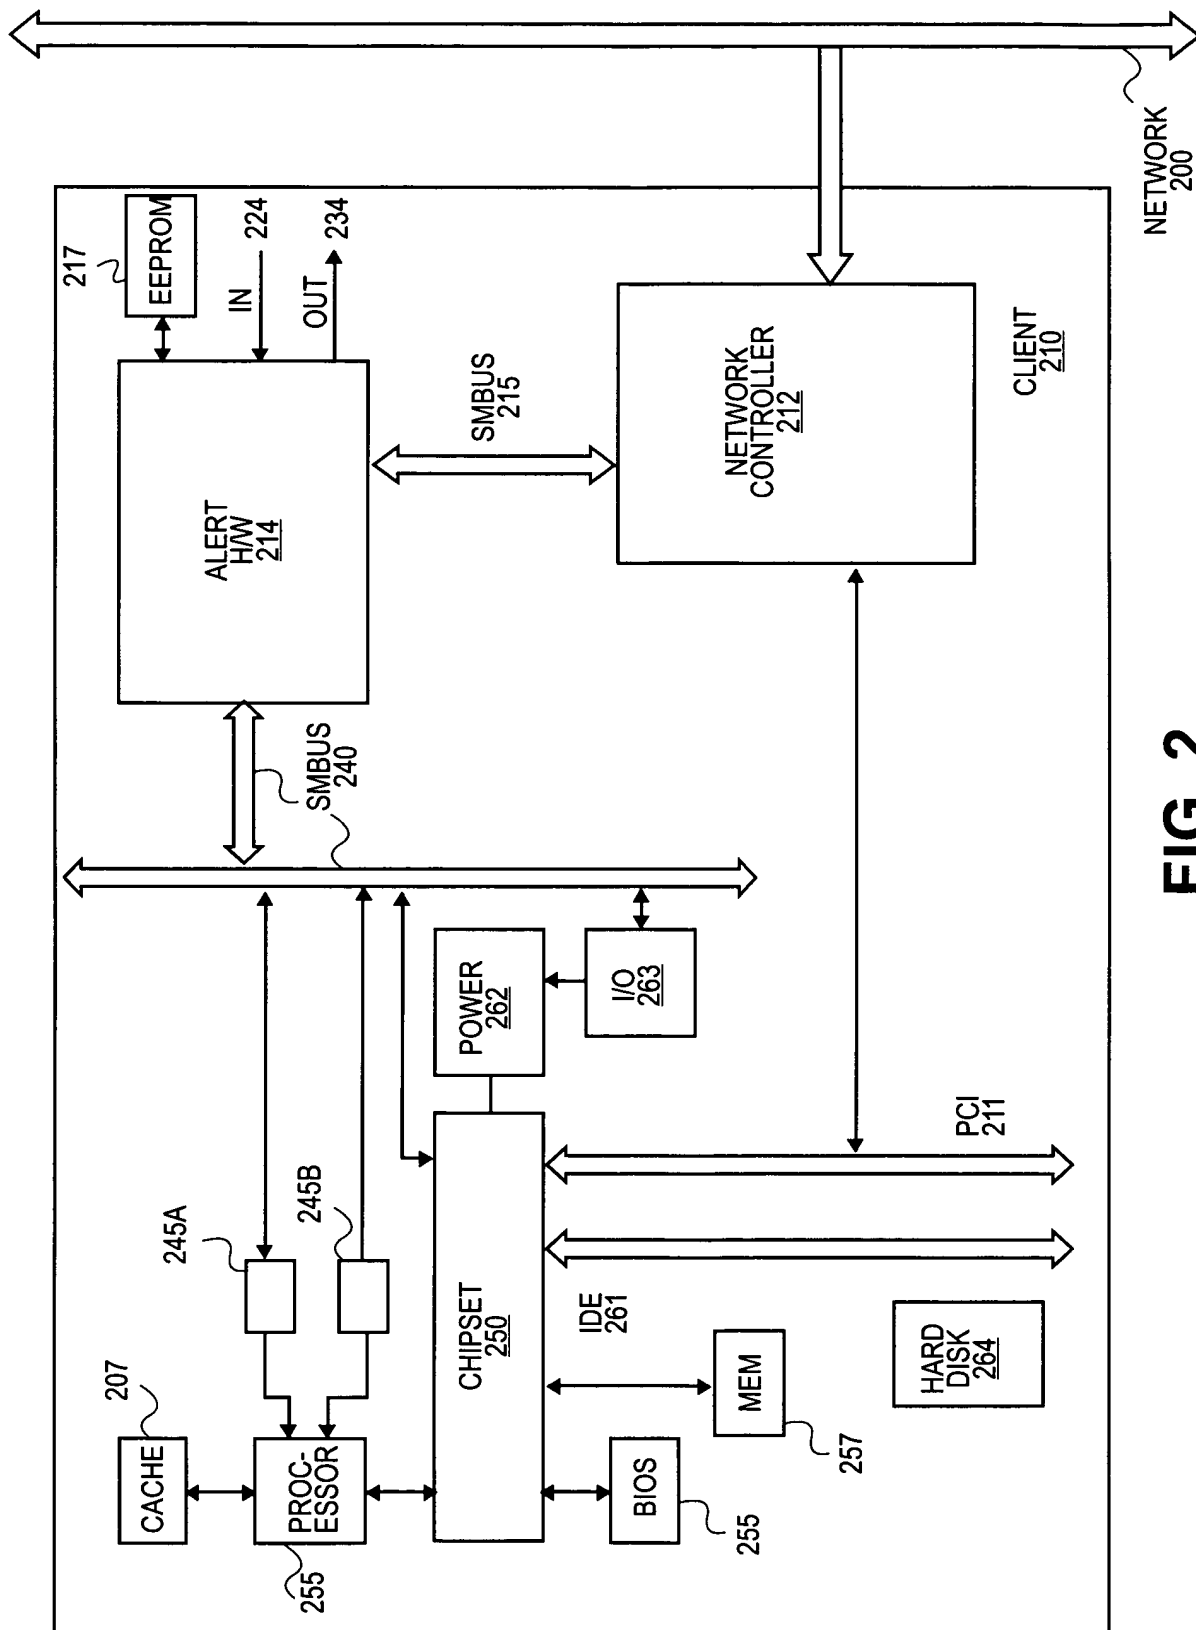 CACHE
207
PROC-
ESSOR
255
245A
245B
CHIPSET
250
BIOS
255
MEM
257
IDE
261
HARD
DISK
264
PCI
211
POWER
262
I/O
263
SMBUS
240
ALERT
H/W
214
EEPROM
217
IN
224
OUT
234
SMBUS
215
NETWORK
CONTROLLER
212
CLIENT
210
NETWORK
200
FIG. 2